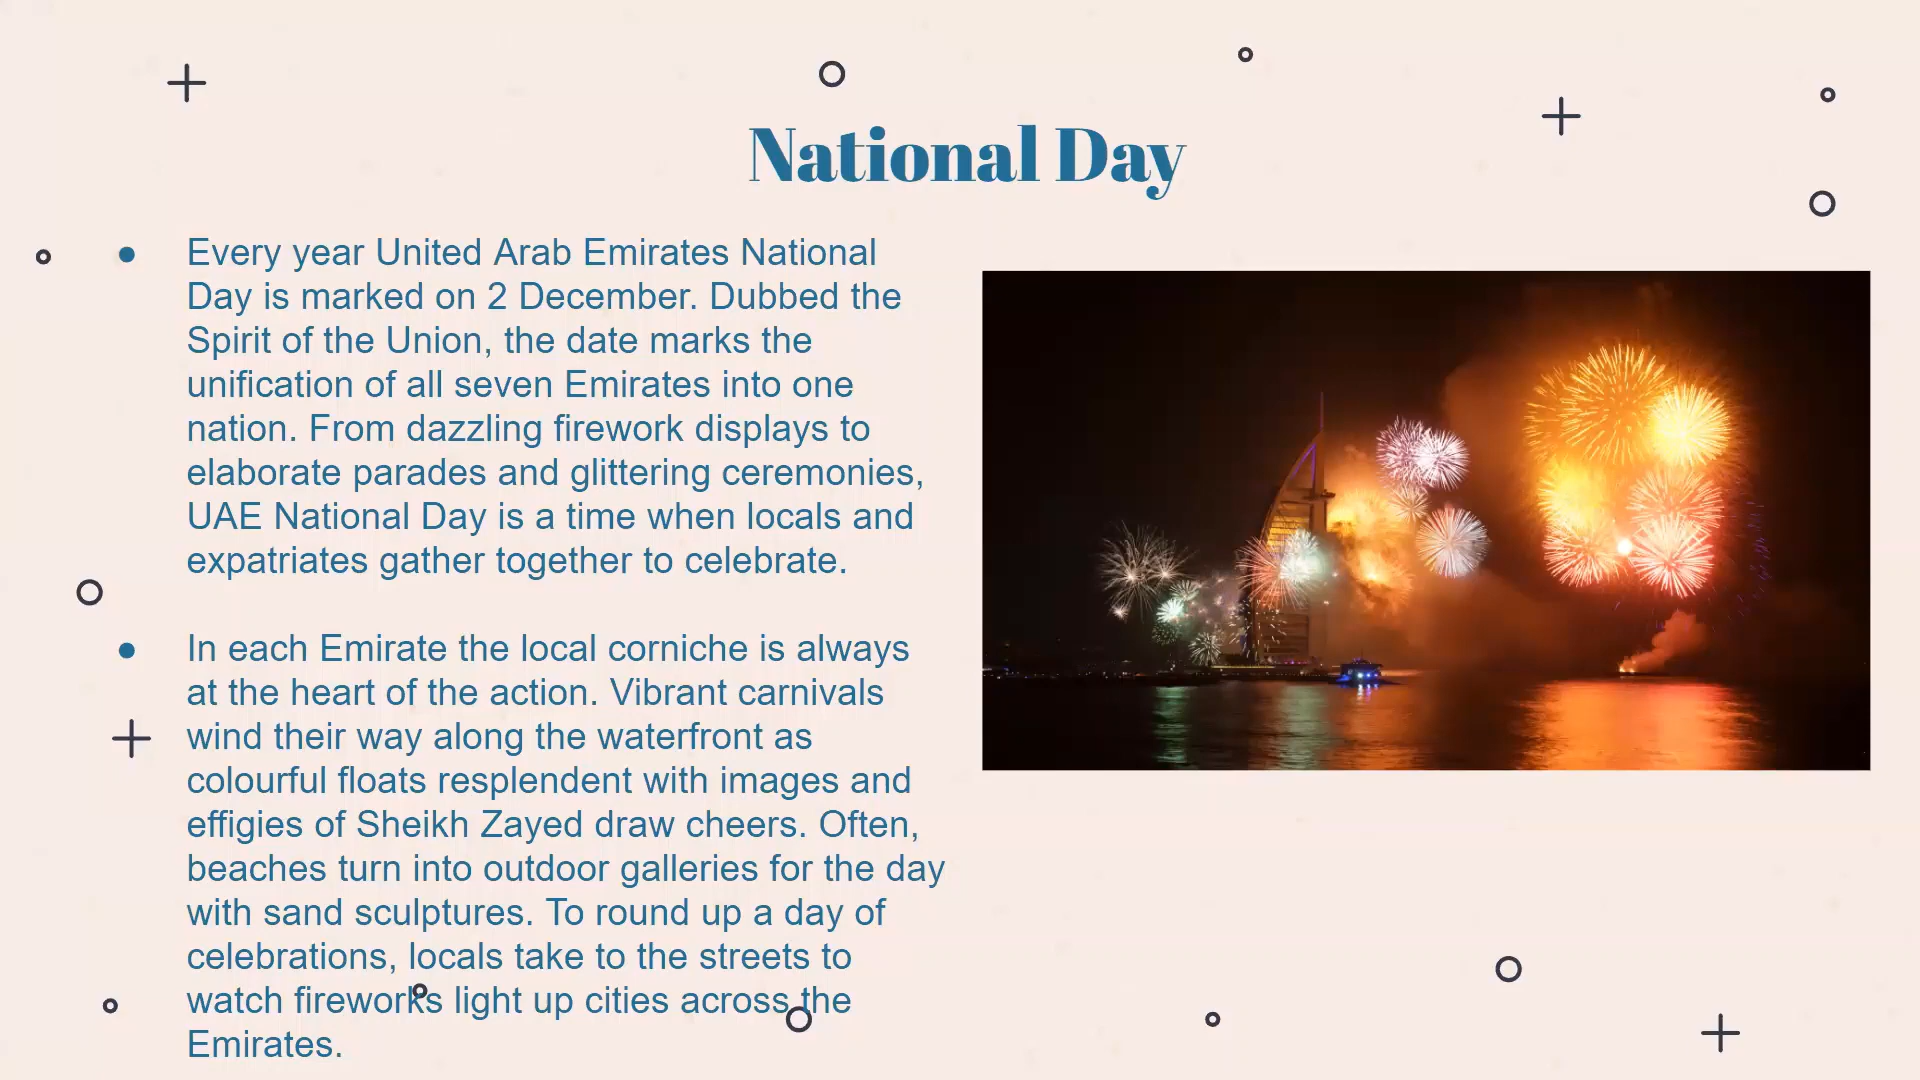 National Day
Every year United Arab Emirates National
Day is marked on 2 December. Dubbed the
Spirit of the Union, the date marks the
unification of all seven Emirates into one
nation. From dazzling firework displays to
elaborate parades and glittering ceremonies,
UAE National Day is a time when locals and
expatriates gather together to celebrate.
In each Emirate the local corniche is always
at the heart of the action. Vibrant carnivals
wind their way along the waterfront as
colourful floats resplendent with images and
effigies of Sheikh Zayed draw cheers. Often,
beaches turn into outdoor galleries for the day
with sand sculptures. To round up a day of
celebrations, locals take to the streets to
watch fireworks light up cities across the
Emirates.